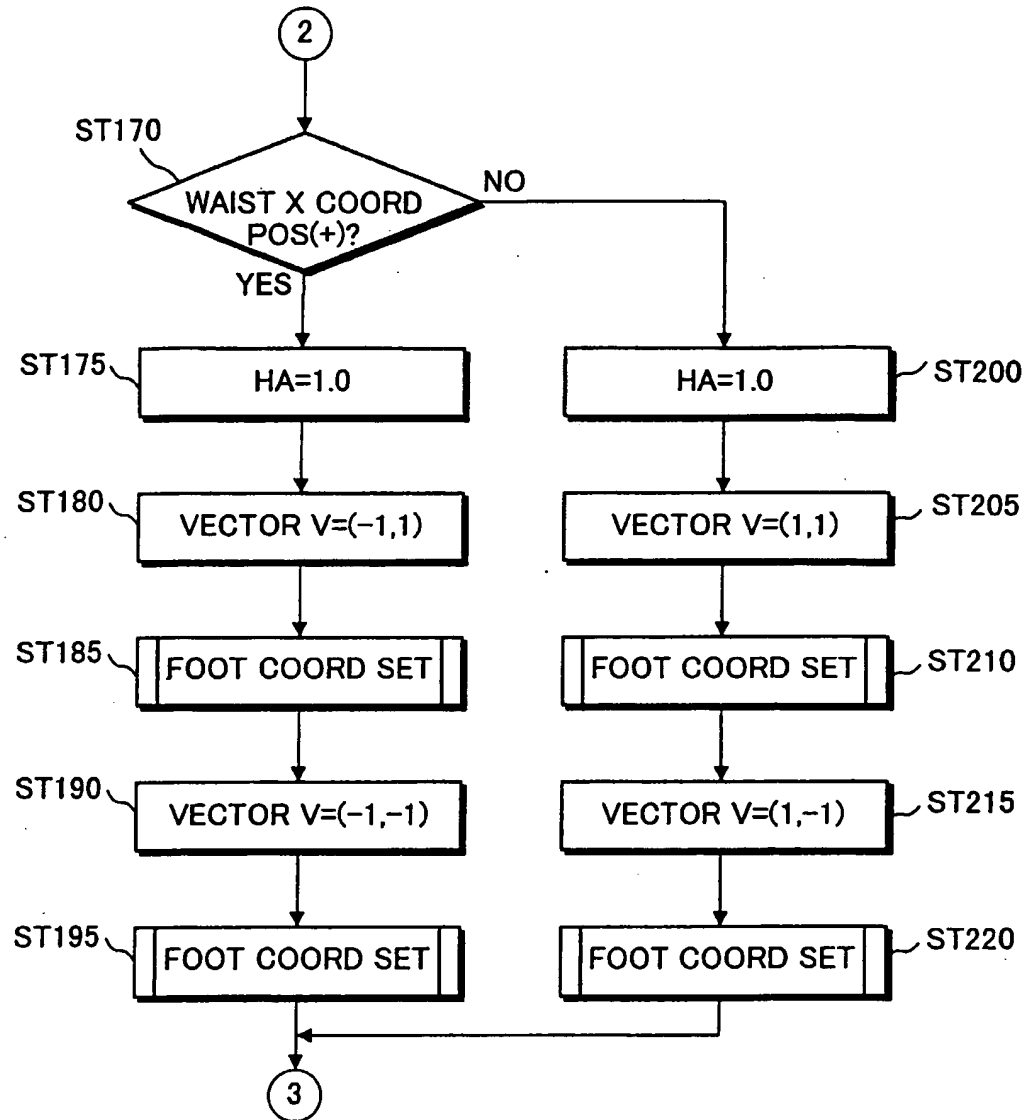 2
ST170
WAIST X COORD
POS(+)?
NO
YES
ST175
HA=1.0
HA=1.0
ST200
ST180
VECTOR V=(-1,1)
VECTOR V=(1,1)
ST205
ST185
FOOT COORD SET
FOOT COORD SET
ST210
ST190
VECTOR V=(-1,-1)
VECTOR V=(1,-1)
ST215
ST195
FOOT COORD SET
FOOT COORD SET
ST220
3